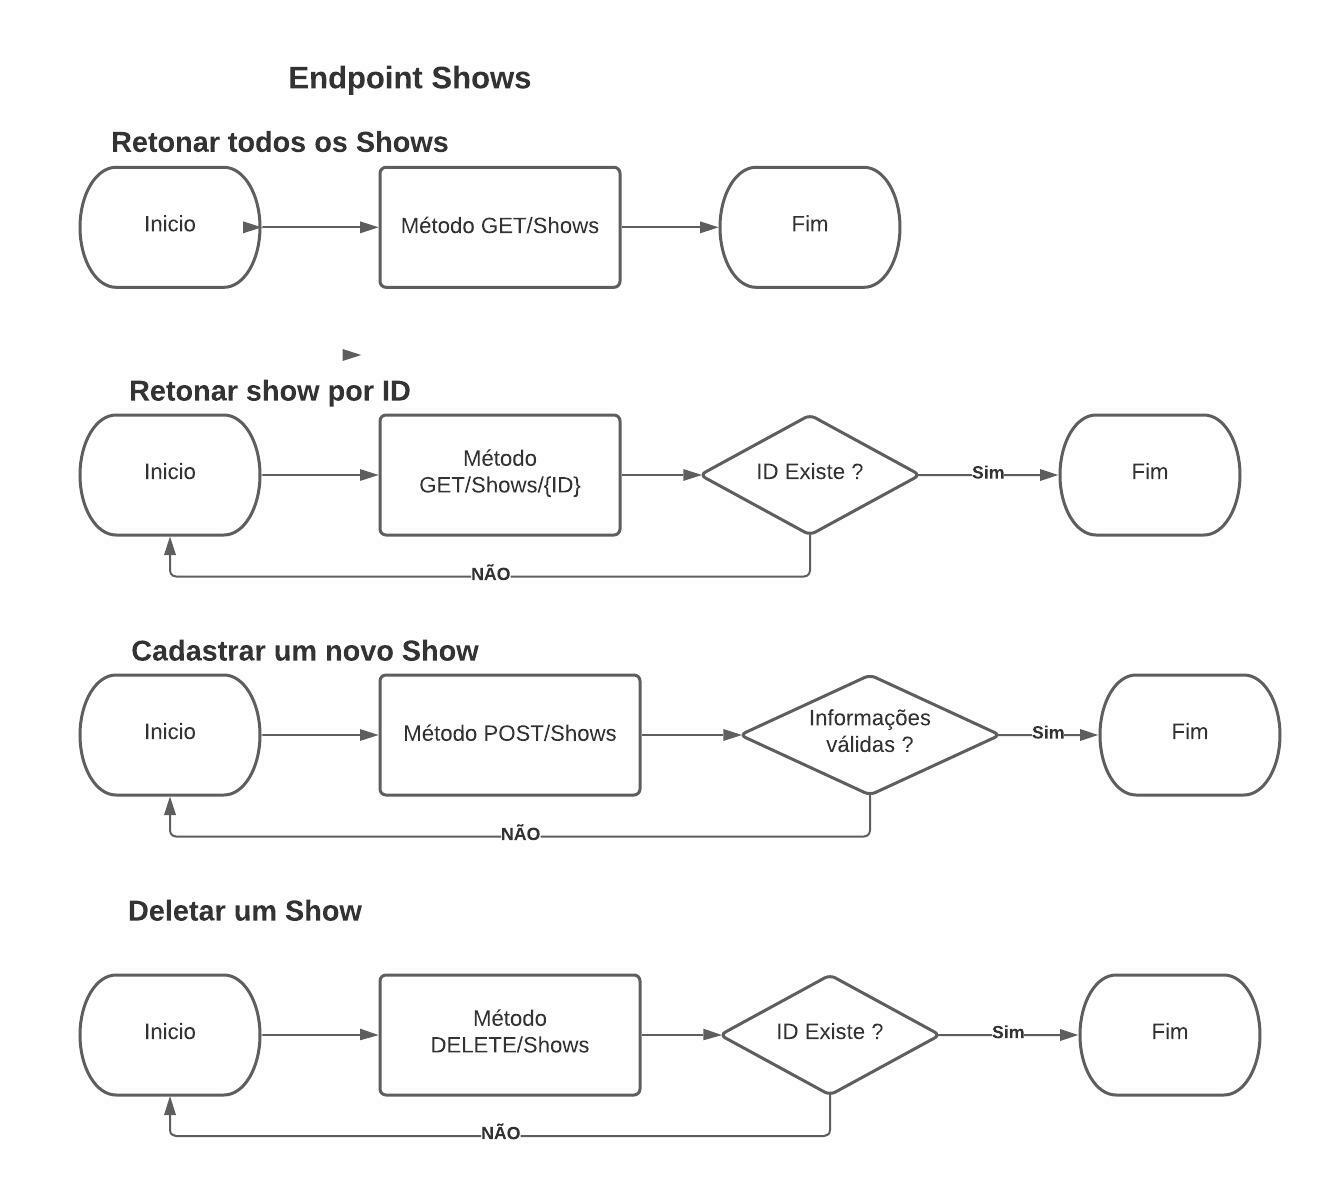 Endpoint Shows
Retonar todos os Shows
Inicio
Método GET/Shows
Fim
Retonar show por ID
Inicio
Método
GET/Shows/{ID}
ID Existe ?
Sim
Fim
NÃO
Cadastrar um novo Show
Inicio
Método POST/Shows
Informações
válidas ?
Sim
Fim
NÃO
Deletar um Show
Inicio
Método
DELETE/Shows
ID Existe ?
Sim
Fim
NÃO